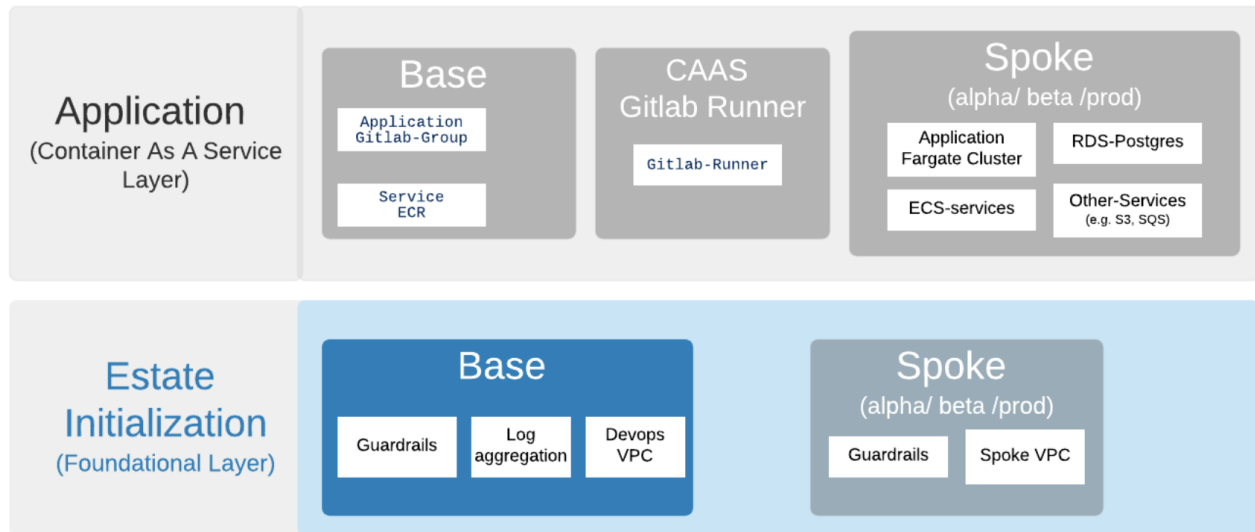 Application
(Container As A Service
Layer)
Base
Application
Gitlab-Group
Service
ECR
CAAS
Gitlab Runner
Gitlab-Runner
Spoke
(alpha/ beta /prod)
Application
Fargate Cluster
RDS-Postgres
ECS-services
Other-Services
(e.g. S3, SQS)
Estate
Initialization
(Foundational Layer)
Base
Guardrails
Log
aggregation
Devops
VPC
Spoke
(alpha/ beta /prod)
Guardrails
Spoke VPC